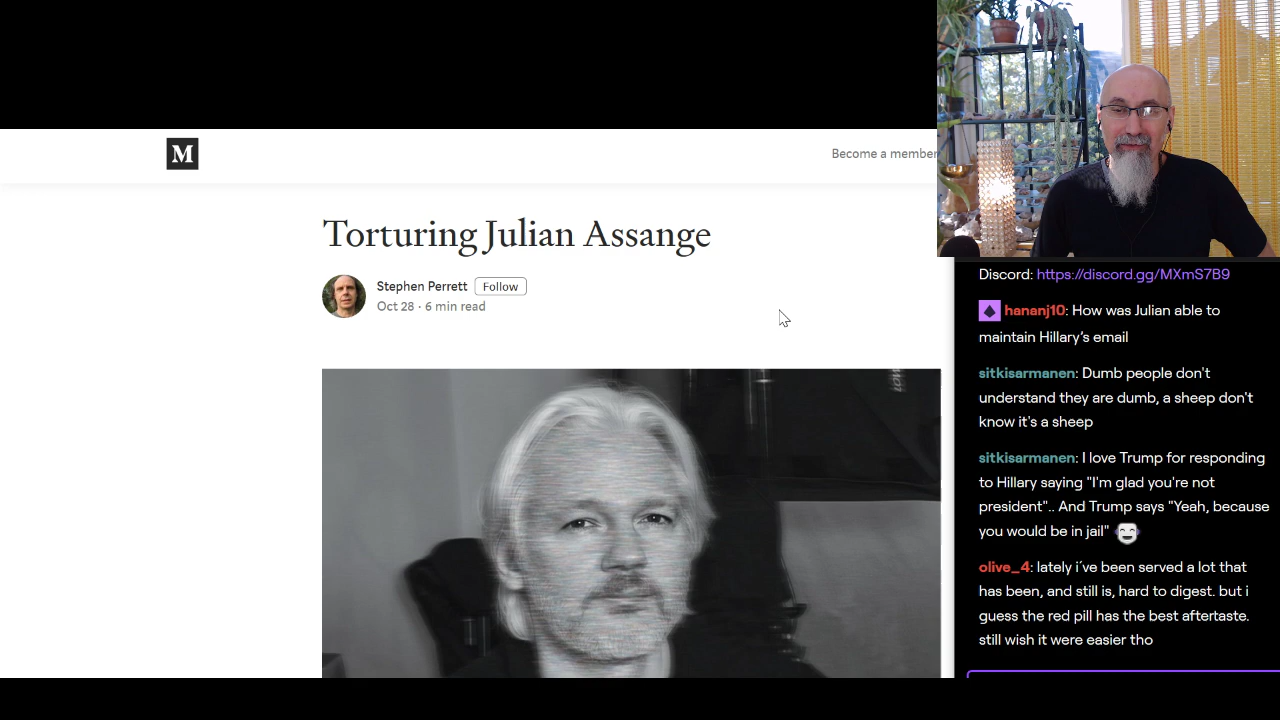 M
Become a member
Torturing Julian Assange
Stephen Perrett Follow
Oct 28 · 6 min read
Discord: https://discord.gg/MXmS7B9
hananj10: How was Julian able to
maintain Hillary's email
sitkisarmanen: Dumb people don't
understand they are dumb, a sheep don't
know it's a sheep
sitkisarmanen: I love Trump for responding
to Hillary saying "I'm glad you're not
president".. And Trump says "Yeah, because
you would be in jail"
olive_4: lately i´ve been served a lot that
has been, and still is, hard to digest. but i
guess the red pill has the best aftertaste.
still wish it were easier tho